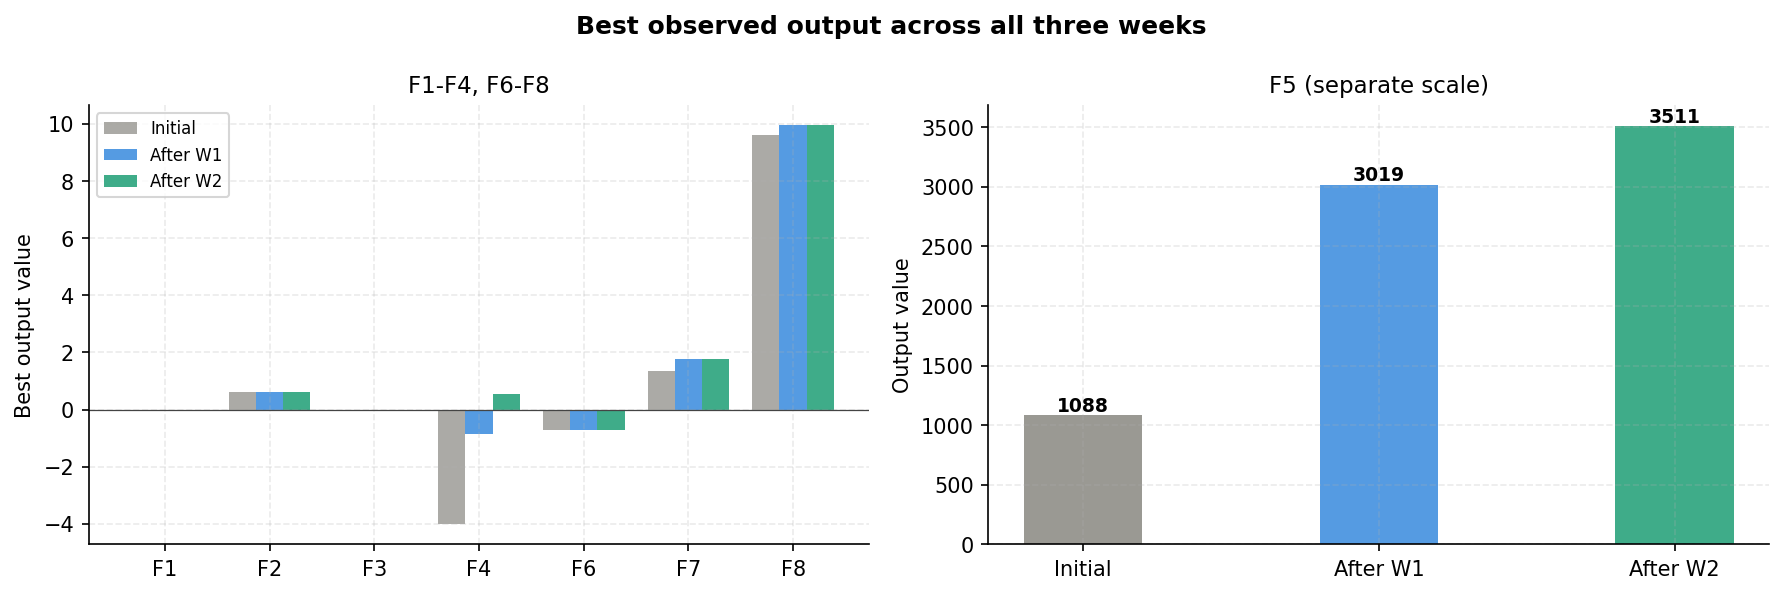 Best observed output across all three weeks
F1-F4, F6-F8
Initial
After W1
After W2
Best output value
10
8
6
4
2
0
−2
−4
F1 F2 F3 F4 F6 F7 F8
F5 (separate scale)
Output value
3500
3000
2500
2000
1500
1000
500
0
1088
3019
3511
Initial After W1 After W2